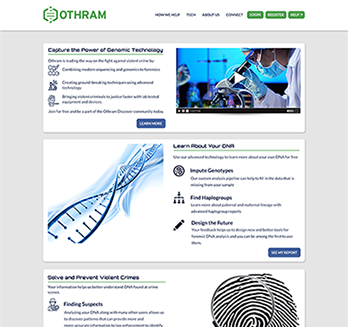 OTHRAM
HOW WE HELP TECH ABOUT US CONNECT LOGIN REGISTER HELP
Capture the Power of Genomic Technology
Othram is leading the way on the fight against violent crime by:
Combining modern sequencing and genomics to forensics
Creating ground-breaking techniques using advanced
technology
Bringing violent criminals to justice faster with lab tested
equipment and devices.
Join for free and be a part of the Othram Discover community today.
LEARN MORE
Learn About Your DNA
Use our advanced technology to learn more about your own DNA for free
Impute Genotypes
Our custom analysis pipeline can help to fill in the data that is
missing from your sample
Find Haplogroups
Learn more about paternal and maternal lineage with
advanced haplogroup reports
Design the Future
Your feedback helps us to design new and better tools for
forensic DNA analysis and you can be among the first to use
them.
SEE MY REPORT
Solve and Prevent Violent Crimes
Your information helps us better understand DNA found at crime
scenes
Finding Suspects
Analyzing your DNA along with many other users allows us
to discover patterns that can provide more and
more accurate information to law enforcement to identify